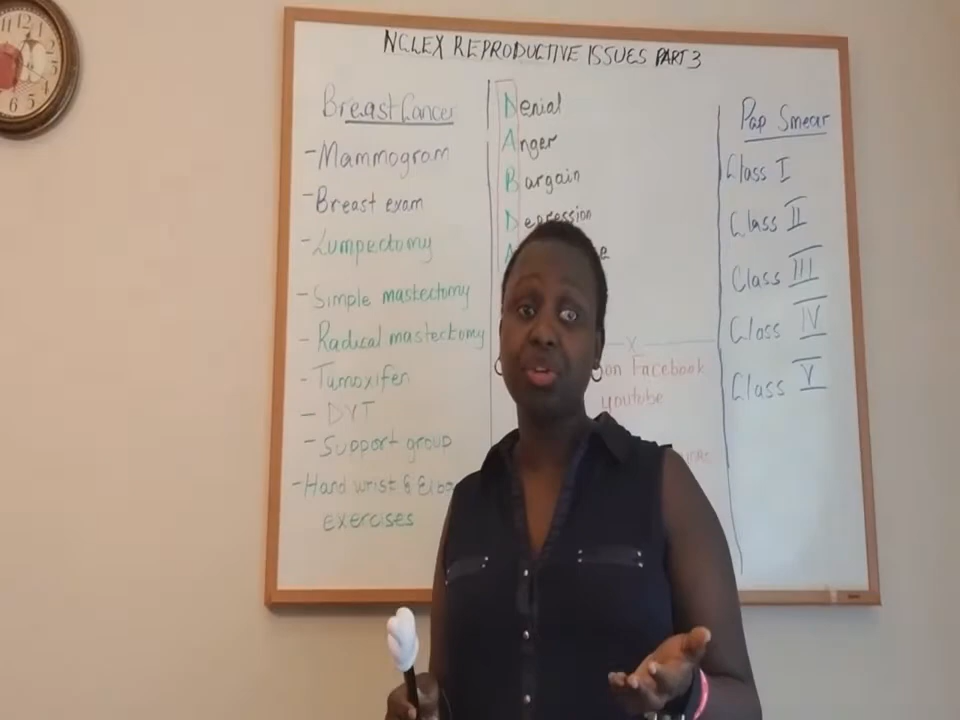 NCLEX REPRODUCTIVE ISSUES PART 3
Breast Cancer
- Mammogram
- Breast exam
- Lumpectomy
- Simple mastectomy
- Radical mastectomy
- Tamoxifen
- DVT
- Support group
- Hand wrist &
exercises
Denial
Anger
Bargain
Depression
on Facebook
youtube
Pap Smear
Class I
Class II
Class III
Class IV
Class V